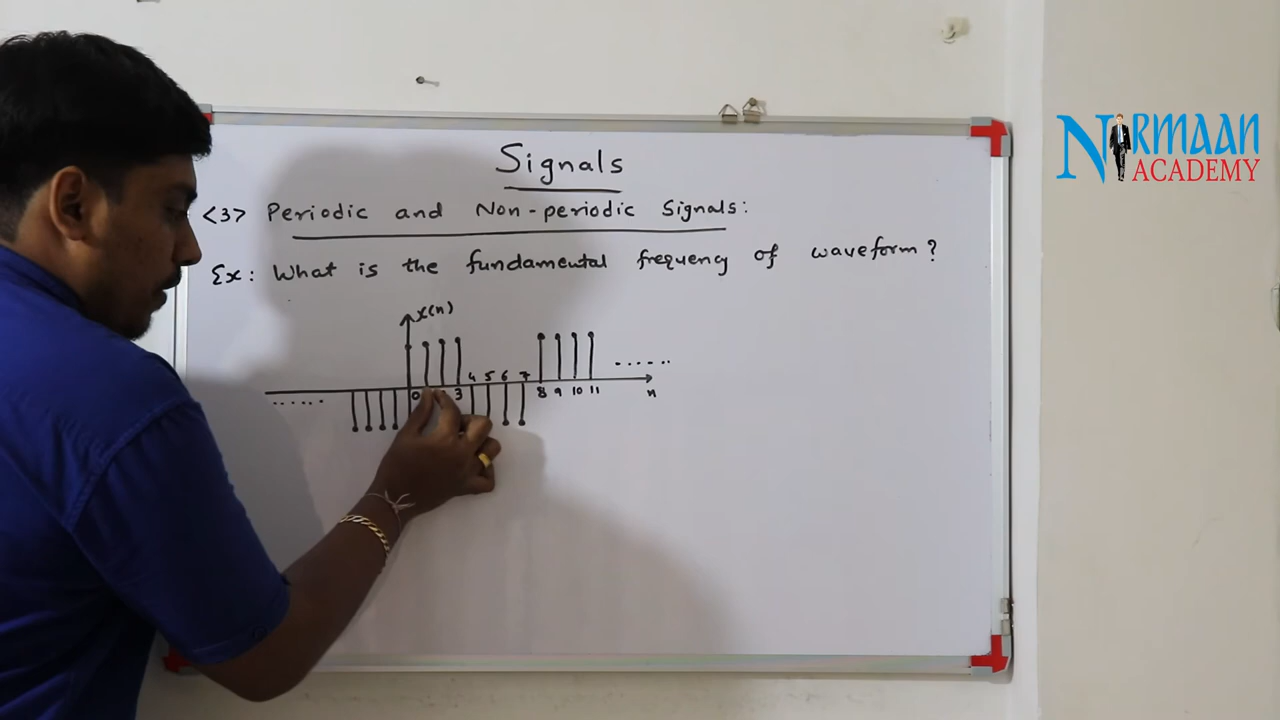 NIRMAAN
ACADEMY
Signals
<3> Periodic and Non-periodic Signals:
Ex: What is the fundamental frequency of waveform?
x(n)
4 5 6 7
0 3 8 9 10 11 n